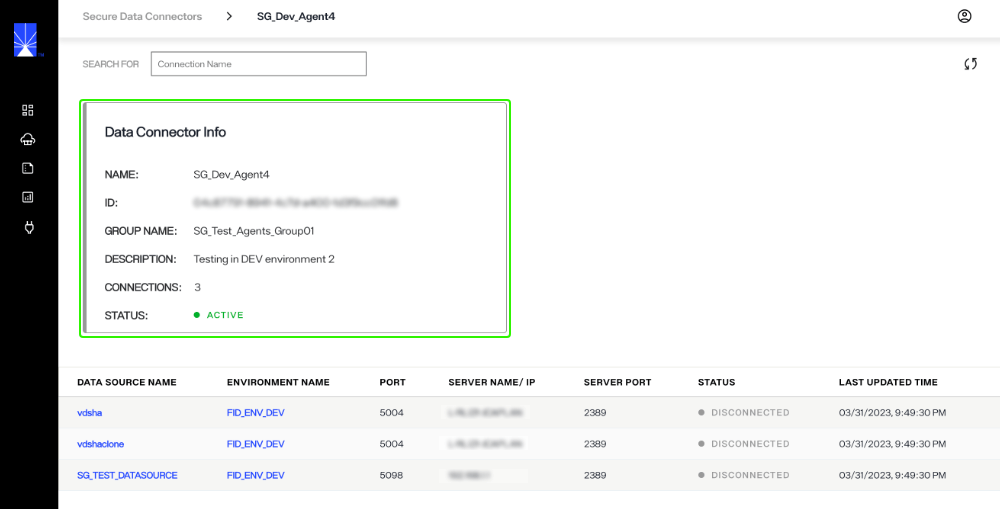 Secure Data Connectors > SG_Dev_Agent4
SEARCH FOR Connection Name
Data Connector Info
NAME: SG_Dev_Agent4
ID:
GROUP NAME: SG_Test_Agents_Group01
DESCRIPTION: Testing in DEV environment 2
CONNECTIONS: 3
STATUS: ACTIVE
DATA SOURCE NAME ENVIRONMENT NAME PORT SERVER NAME/ IP SERVER PORT STATUS LAST UPDATED TIME
vdsha FID_ENV_DEV 5004 2389 DISCONNECTED 03/31/2023, 9:49:30 PM
vdshaclone FID_ENV_DEV 5004 2389 DISCONNECTED 03/31/2023, 9:49:30 PM
SG_TEST_DATASOURCE FID_ENV_DEV 5098 2389 DISCONNECTED 03/31/2023, 9:49:30 PM